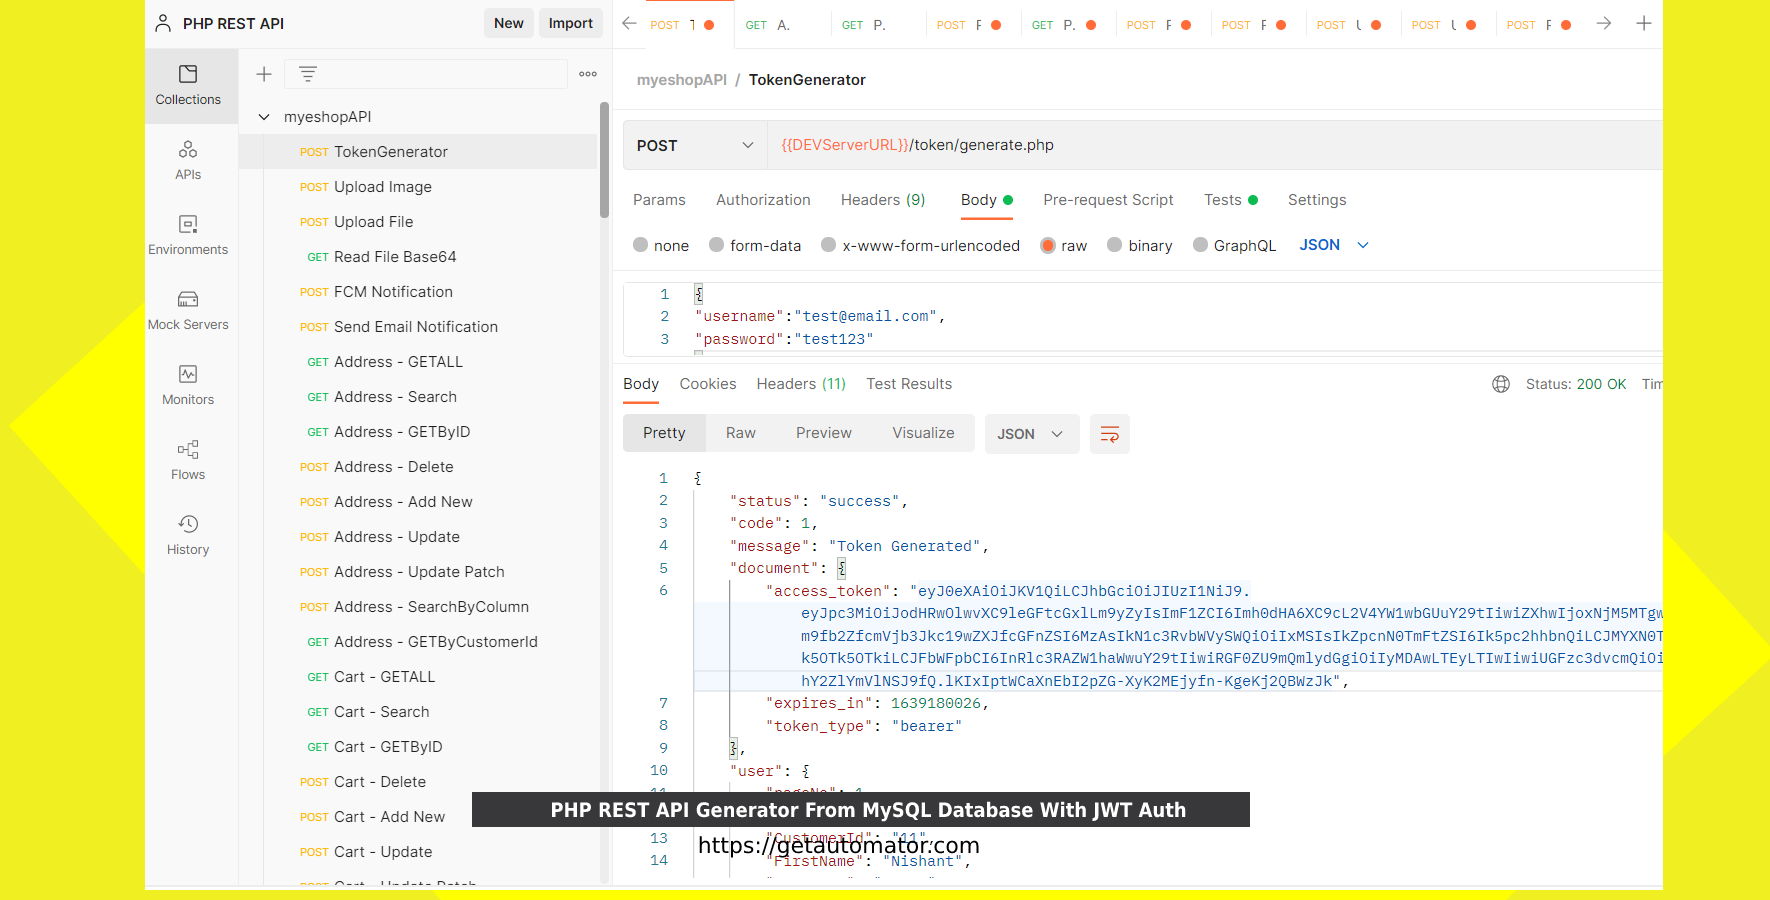 PHP REST API
New
Import
POST
GET A.
GET P.
POST
GET P.
POST
POST
POST
POST
POST
Collections
APIs
Environments
Mock Servers
Monitors
Flows
History
myeshopAPI
POST TokenGenerator
POST Upload Image
POST Upload File
GET Read File Base64
POST FCM Notification
POST Send Email Notification
GET Address - GETALL
GET Address - Search
GET Address - GETByID
POST Address - Delete
POST Address - Add New
POST Address - Update
POST Address - Update Patch
POST Address - SearchByColumn
GET Address - GETByCustomerId
GET Cart - GETALL
GET Cart - Search
GET Cart - GETByID
POST Cart - Delete
POST Cart - Add New
POST Cart - Update
POST Cart - Update Patch
myeshopAPI / TokenGenerator
POST {{DEVServerURL}}/token/generate.php
Params Authorization Headers (9) Body Pre-request Script Tests Settings
none form-data x-www-form-urlencoded raw binary GraphQL JSON
1 {
2 "username":"test@email.com",
3 "password":"test123"
Body Cookies Headers (11) Test Results Status: 200 OK Tim
Pretty Raw Preview Visualize JSON
1 {
2 "status": "success",
3 "code": 1,
4 "message": "Token Generated",
5 "document": {
6 "access_token": "eyJ0eXAiOiJKV1QiLCJhbGciOiJIUzI1NiJ9.
eyJpc3MiOiJodHRwOlwvXC9leGFtcGxlLm9yZyIsImF1ZCI6Imh0dHA6XC9cL2V4YW1wbGUuY29tIiwiZXhwIjoxNjM5MTgw
m9fb2ZfcmVjb3Jkc19wZXJfcGFnZSI6MzAsIkN1c3RvbWVySWQiOiIxMSIsIkZpcnN0TmFtZSI6Ik5pc2hhbnQiLCJMYXN0T
k5OTk5OTkiLCJFbWFpbCI6InRlc3RAZW1haWwuY29tIiwiRGF0ZU9mQmlydGgiOiIyMDAwLTEyLTIwIiwiUGFzc3dvcmQiOi
hY2ZlYmVlNSJ9fQ.lKIxIptWCaXnEbI2pZG-XyK2MEjyfn-KgeKj2QBWzJk",
7 "expires_in": 1639180026,
8 "token_type": "bearer"
9 },
10 "user": {
PHP REST API Generator From MySQL Database With JWT Auth
13 "CustomerId": "11",
https://getautomator.com
14 "FirstName": "Nishant",